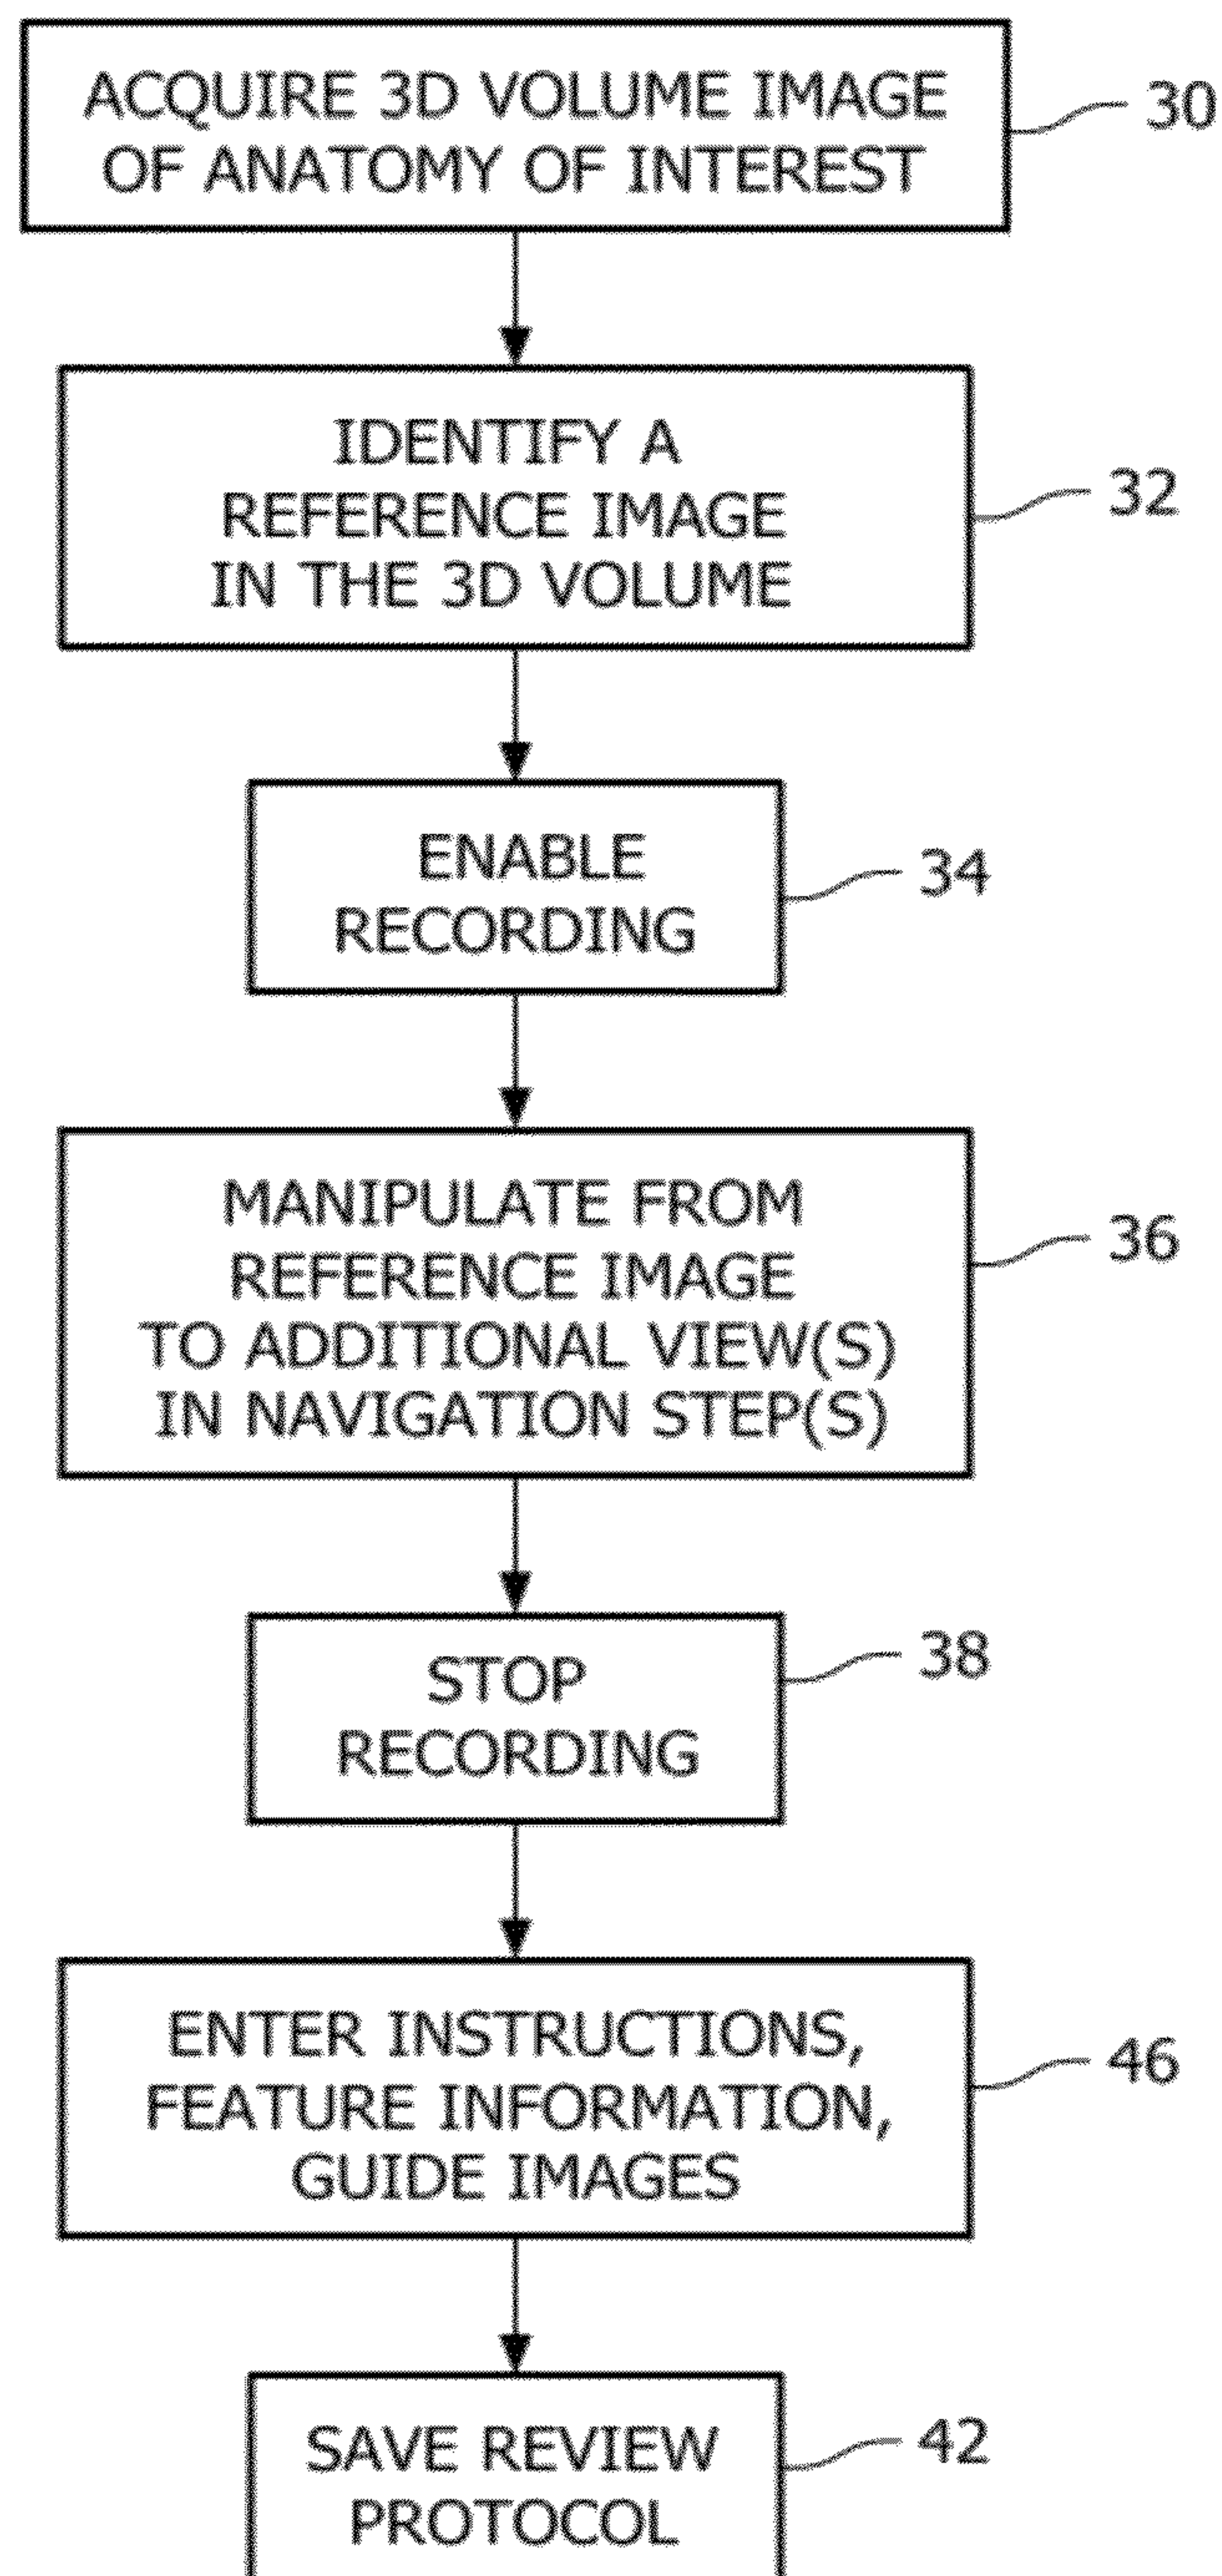 ACQUIRE 3D VOLUME IMAGE
OF ANATOMY OF INTEREST
30
IDENTIFY A
REFERENCE IMAGE
IN THE 3D VOLUME
32
ENABLE
RECORDING
34
MANIPULATE FROM
REFERENCE IMAGE
TO ADDITIONAL VIEW(S)
IN NAVIGATION STEP(S)
36
STOP
RECORDING
38
ENTER INSTRUCTIONS,
FEATURE INFORMATION,
GUIDE IMAGES
46
SAVE REVIEW
PROTOCOL
42